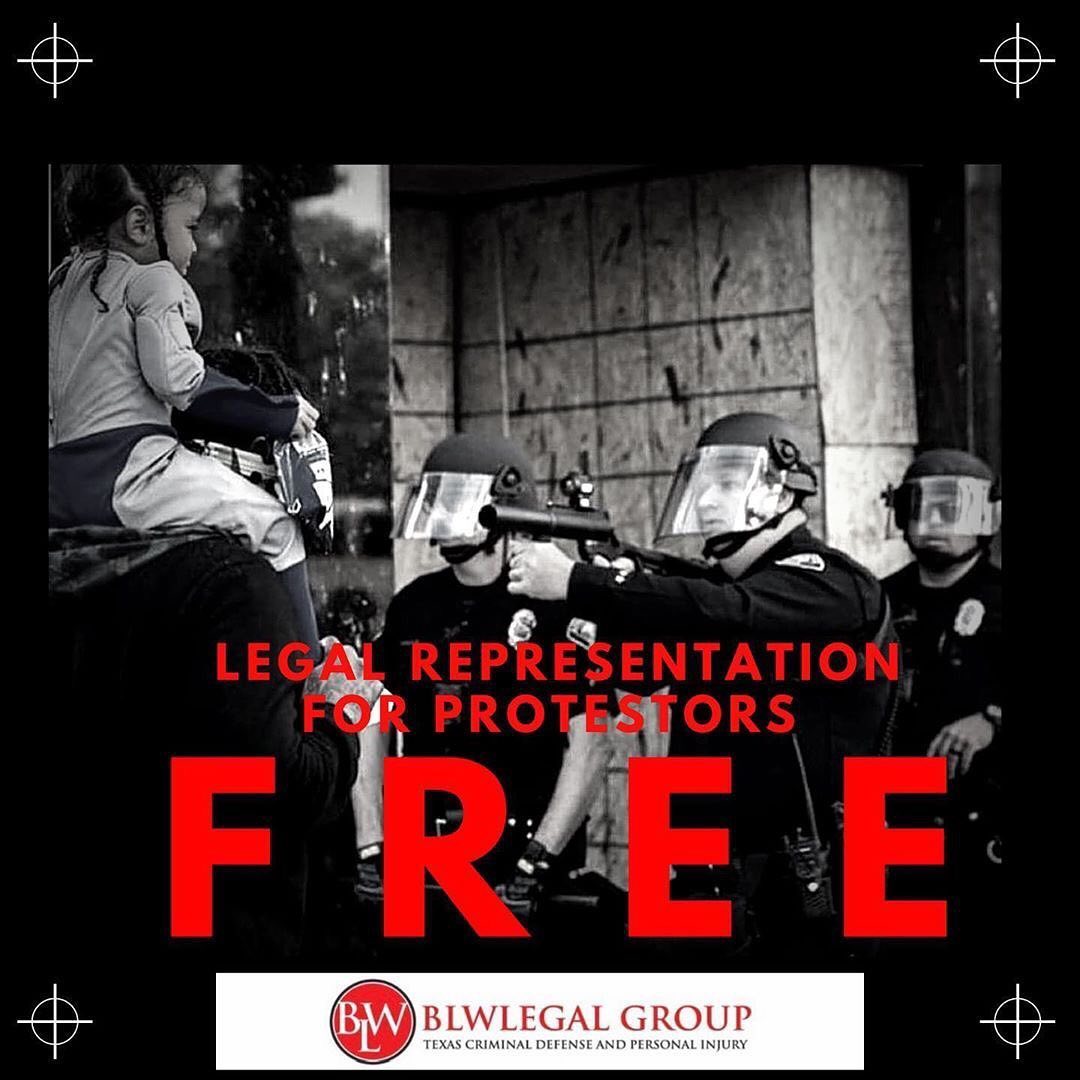 LEGAL REPRESENTATION
FOR PROTESTORS
FREE
BLW BLWLEGAL GROUP
TEXAS CRIMINAL DEFENSE AND PERSONAL INJURY